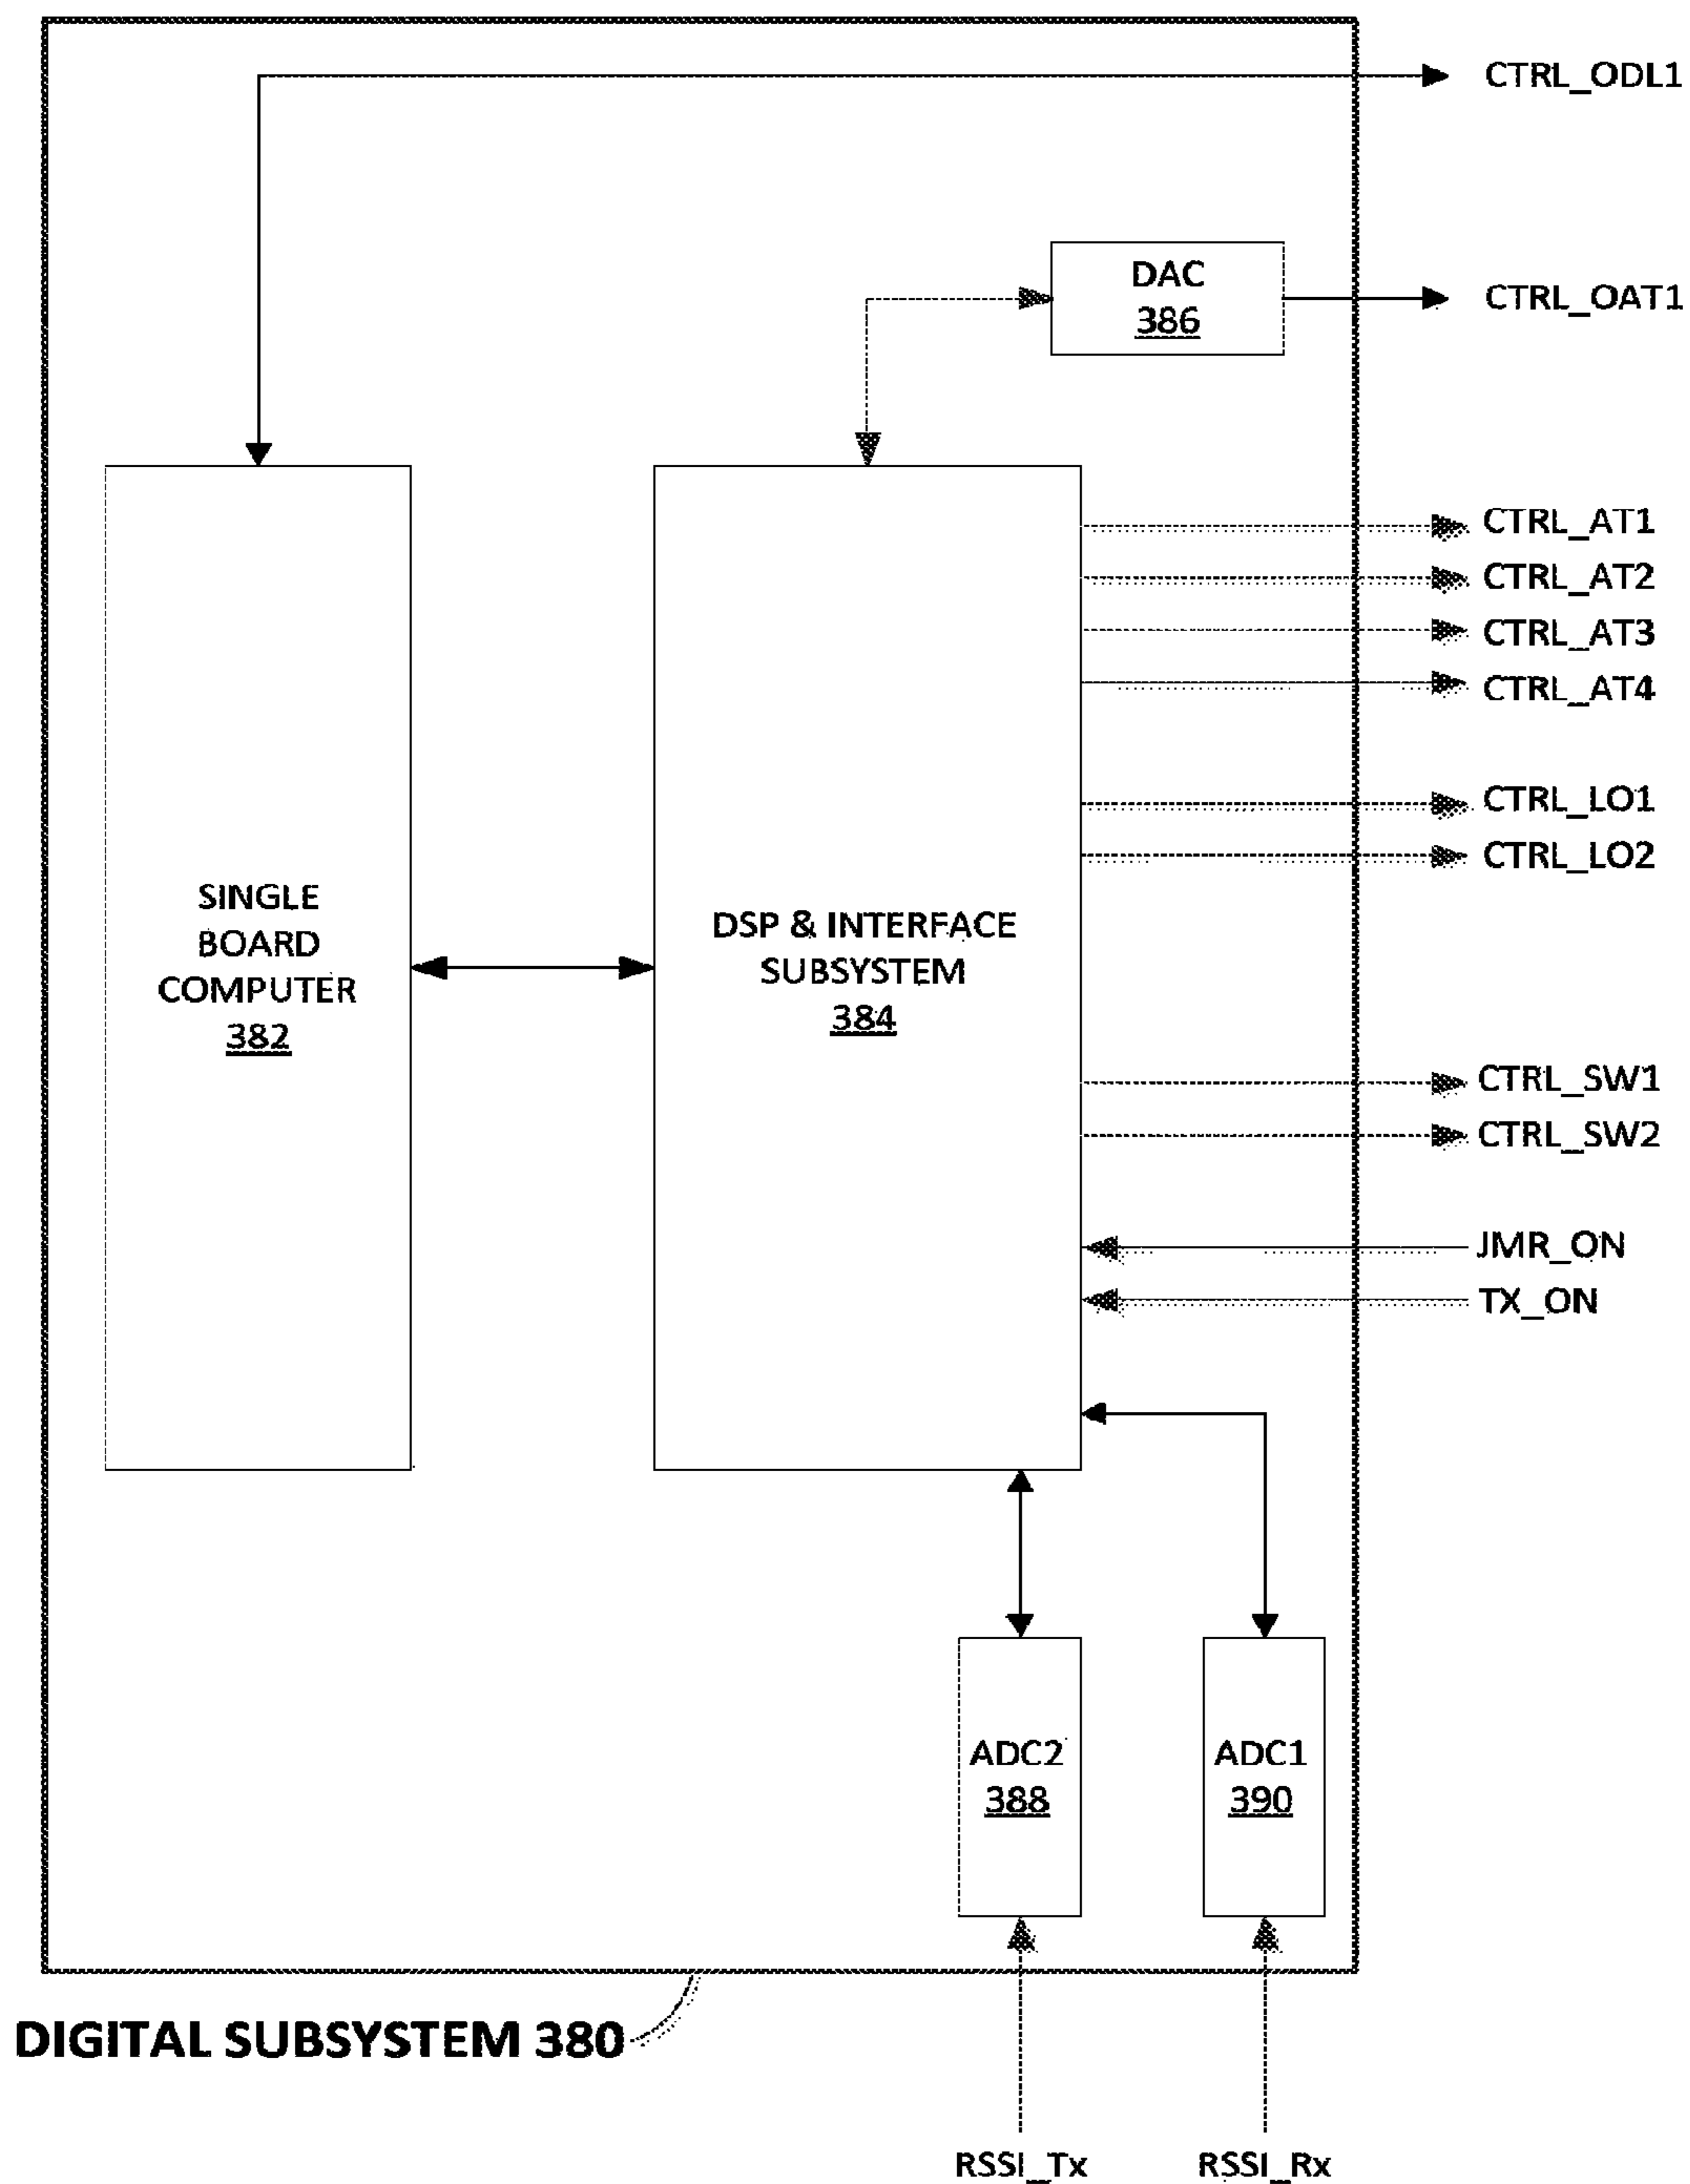 CTRL_ODL1
DAC
386
CTRL_OAT1
CTRL_AT1
CTRL_AT2
CTRL_AT3
CTRL_AT4
CTRL_LO1
CTRL_LO2
SINGLE
BOARD
COMPUTER
382
DSP & INTERFACE
SUBSYSTEM
384
CTRL_SW1
CTRL_SW2
JMR_ON
TX_ON
ADC2
388
ADC1
390
DIGITAL SUBSYSTEM 380
RSSI_Tx
RSSI_Rx